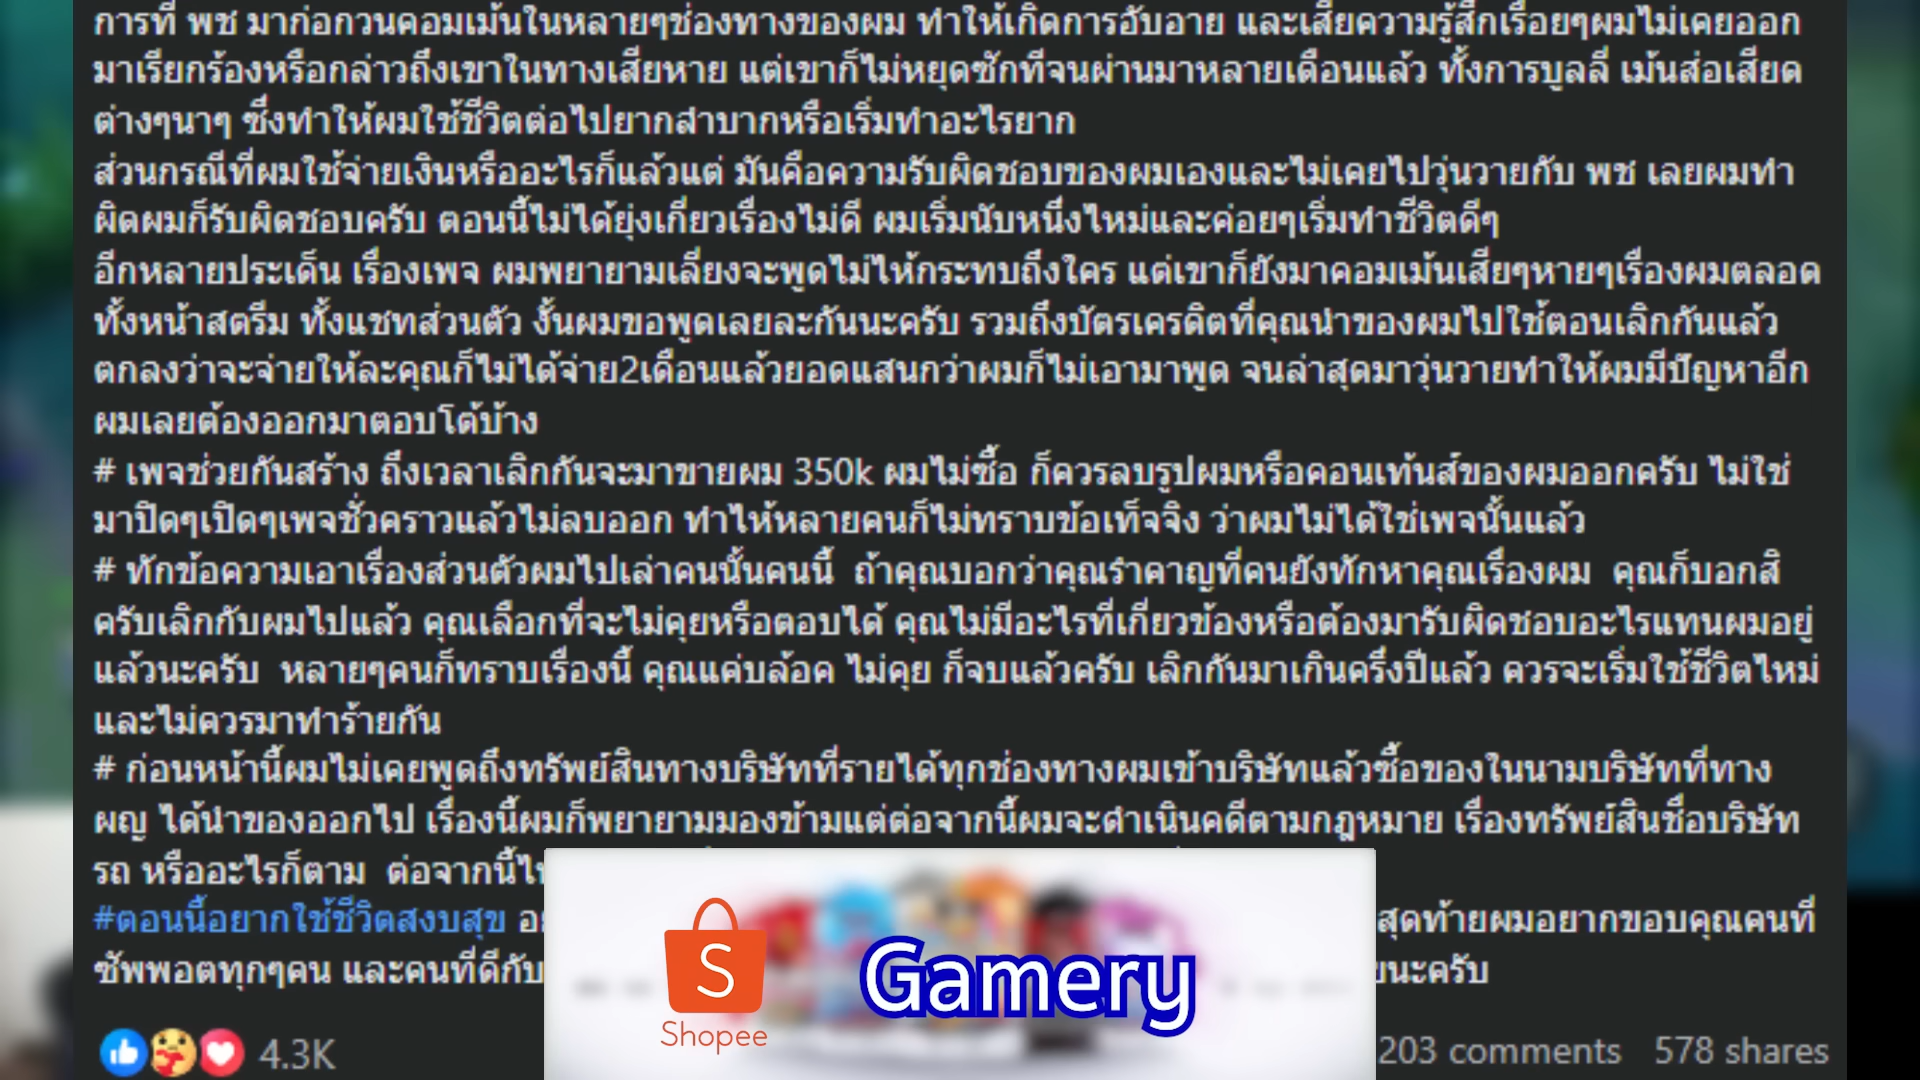 การที่ พช มาก่อกวนคอมเม้นในหลายๆช่องทางของผม ทำให้เกิดการอับอาย และเสียความรู้สึกเรื่อยๆผมไม่เคยออก
มาเรียกร้องหรือกล่าวถึงเขาในทางเสียหาย แต่เขาก็ไม่หยุดซักทีจนผ่านมาหลายเดือนแล้ว ทั้งการบูลลี่ เม้นส่อเสียด
ต่างๆนาๆ ซึ่งทำให้ผมใช้ชีวิตต่อไปยากลำบากหรือเริ่มทำอะไรยาก
ส่วนกรณีที่ผมใช้จ่ายเงินหรืออะไรก็แล้วแต่ มันคือความรับผิดชอบของผมเองและไม่เคยไปวุ่นวายกับ พช เลยผมทำ
ผิดผมก็รับผิดชอบครับ ตอนนี้ไม่ได้ยุ่งเกี่ยวเรื่องไม่ดี ผมเริ่มนับหนึ่งไหม่และค่อยๆเริ่มทำชีวิตดีๆ
อีกหลายประเด็น เรื่องเพจ ผมพยายามเลี่ยงจะพูดไม่ไห้กระทบถึงใคร แต่เขาก็ยังมาคอมเม้นเสียๆหายๆเรื่องผมตลอด
ทั้งหน้าสตรีม ทั้งแชทส่วนตัว งั้นผมขอพูดเลยละกันนะครับ รวมถึงบัตรเครดิตที่คุณนำของผมไปใช้ตอนเลิกกันแล้ว
ตกลงว่าจะจ่ายให้ละคุณก็ไม่ได้จ่าย2เดือนแล้วยอดแสนกว่าผมก็ไม่เอามาพูด จนล่าสุดมาวุ่นวายทำให้ผมมีปัญหาอีก
ผมเลยต้องออกมาตอบโต้บ้าง
# เพจช่วยกันสร้าง ถึงเวลาเลิกกันจะมาขายผม 350k ผมไม่ซื้อ ก็ควรลบรูปผมหรือคอนเท้นส์ของผมออกครับ ไม่ใช่
มาปิดๆเปิดๆเพจชั่วคราวแล้วไม่ลบออก ทำไห้หลายคนก็ไม่ทราบข้อเท็จจิง ว่าผมไม่ได้ใช่เพจนั้นแล้ว
# ทักข้อความเอาเรื่องส่วนตัวผมไปเล่าคนนั้นคนนี้ ถ้าคุณบอกว่าคุณรำคาญที่คนยังทักหาคุณเรื่องผม คุณก็บอกสิ
ครับเลิกกับผมไปแล้ว คุณเลือกที่จะไม่คุยหรือตอบได้ คุณไม่มีอะไรที่เกี่ยวข้องหรือต้องมารับผิดชอบอะไรแทนผมอยู่
แล้วนะครับ หลายๆคนก็ทราบเรื่องนี้ คุณแค่บล้อค ไม่คุย ก็จบแล้วครับ เลิกกันมาเกินครึ่งปีแล้ว ควรจะเริ่มใช้ชีวิตไหม่
และไม่ควรมาทำร้ายกัน
# ก่อนหน้านี้ผมไม่เคยพูดถึงทรัพย์สินทางบริษัทที่รายได้ทุกช่องทางผมเข้าบริษัทแล้วซื้อของในนามบริษัทที่ทาง
ผญ ได้นำของออกไป เรื่องนี้ผมก็พยายามมองข้ามแต่ต่อจากนี้ผมจะดำเนินคดีตามกฎหมาย เรื่องทรัพย์สินชื่อบริษัท
รถ หรืออะไรก็ตาม ต่อจากนี้
#ตอนนี้อยากใช้ชีวิตสงบสุข สุดท้ายผมอยากขอบคุณคนที่
ซัพพอตทุกๆคน และคนที่ดีกับ นะครับ
Shopee
Gamery
4.3K 203 comments 578 shares